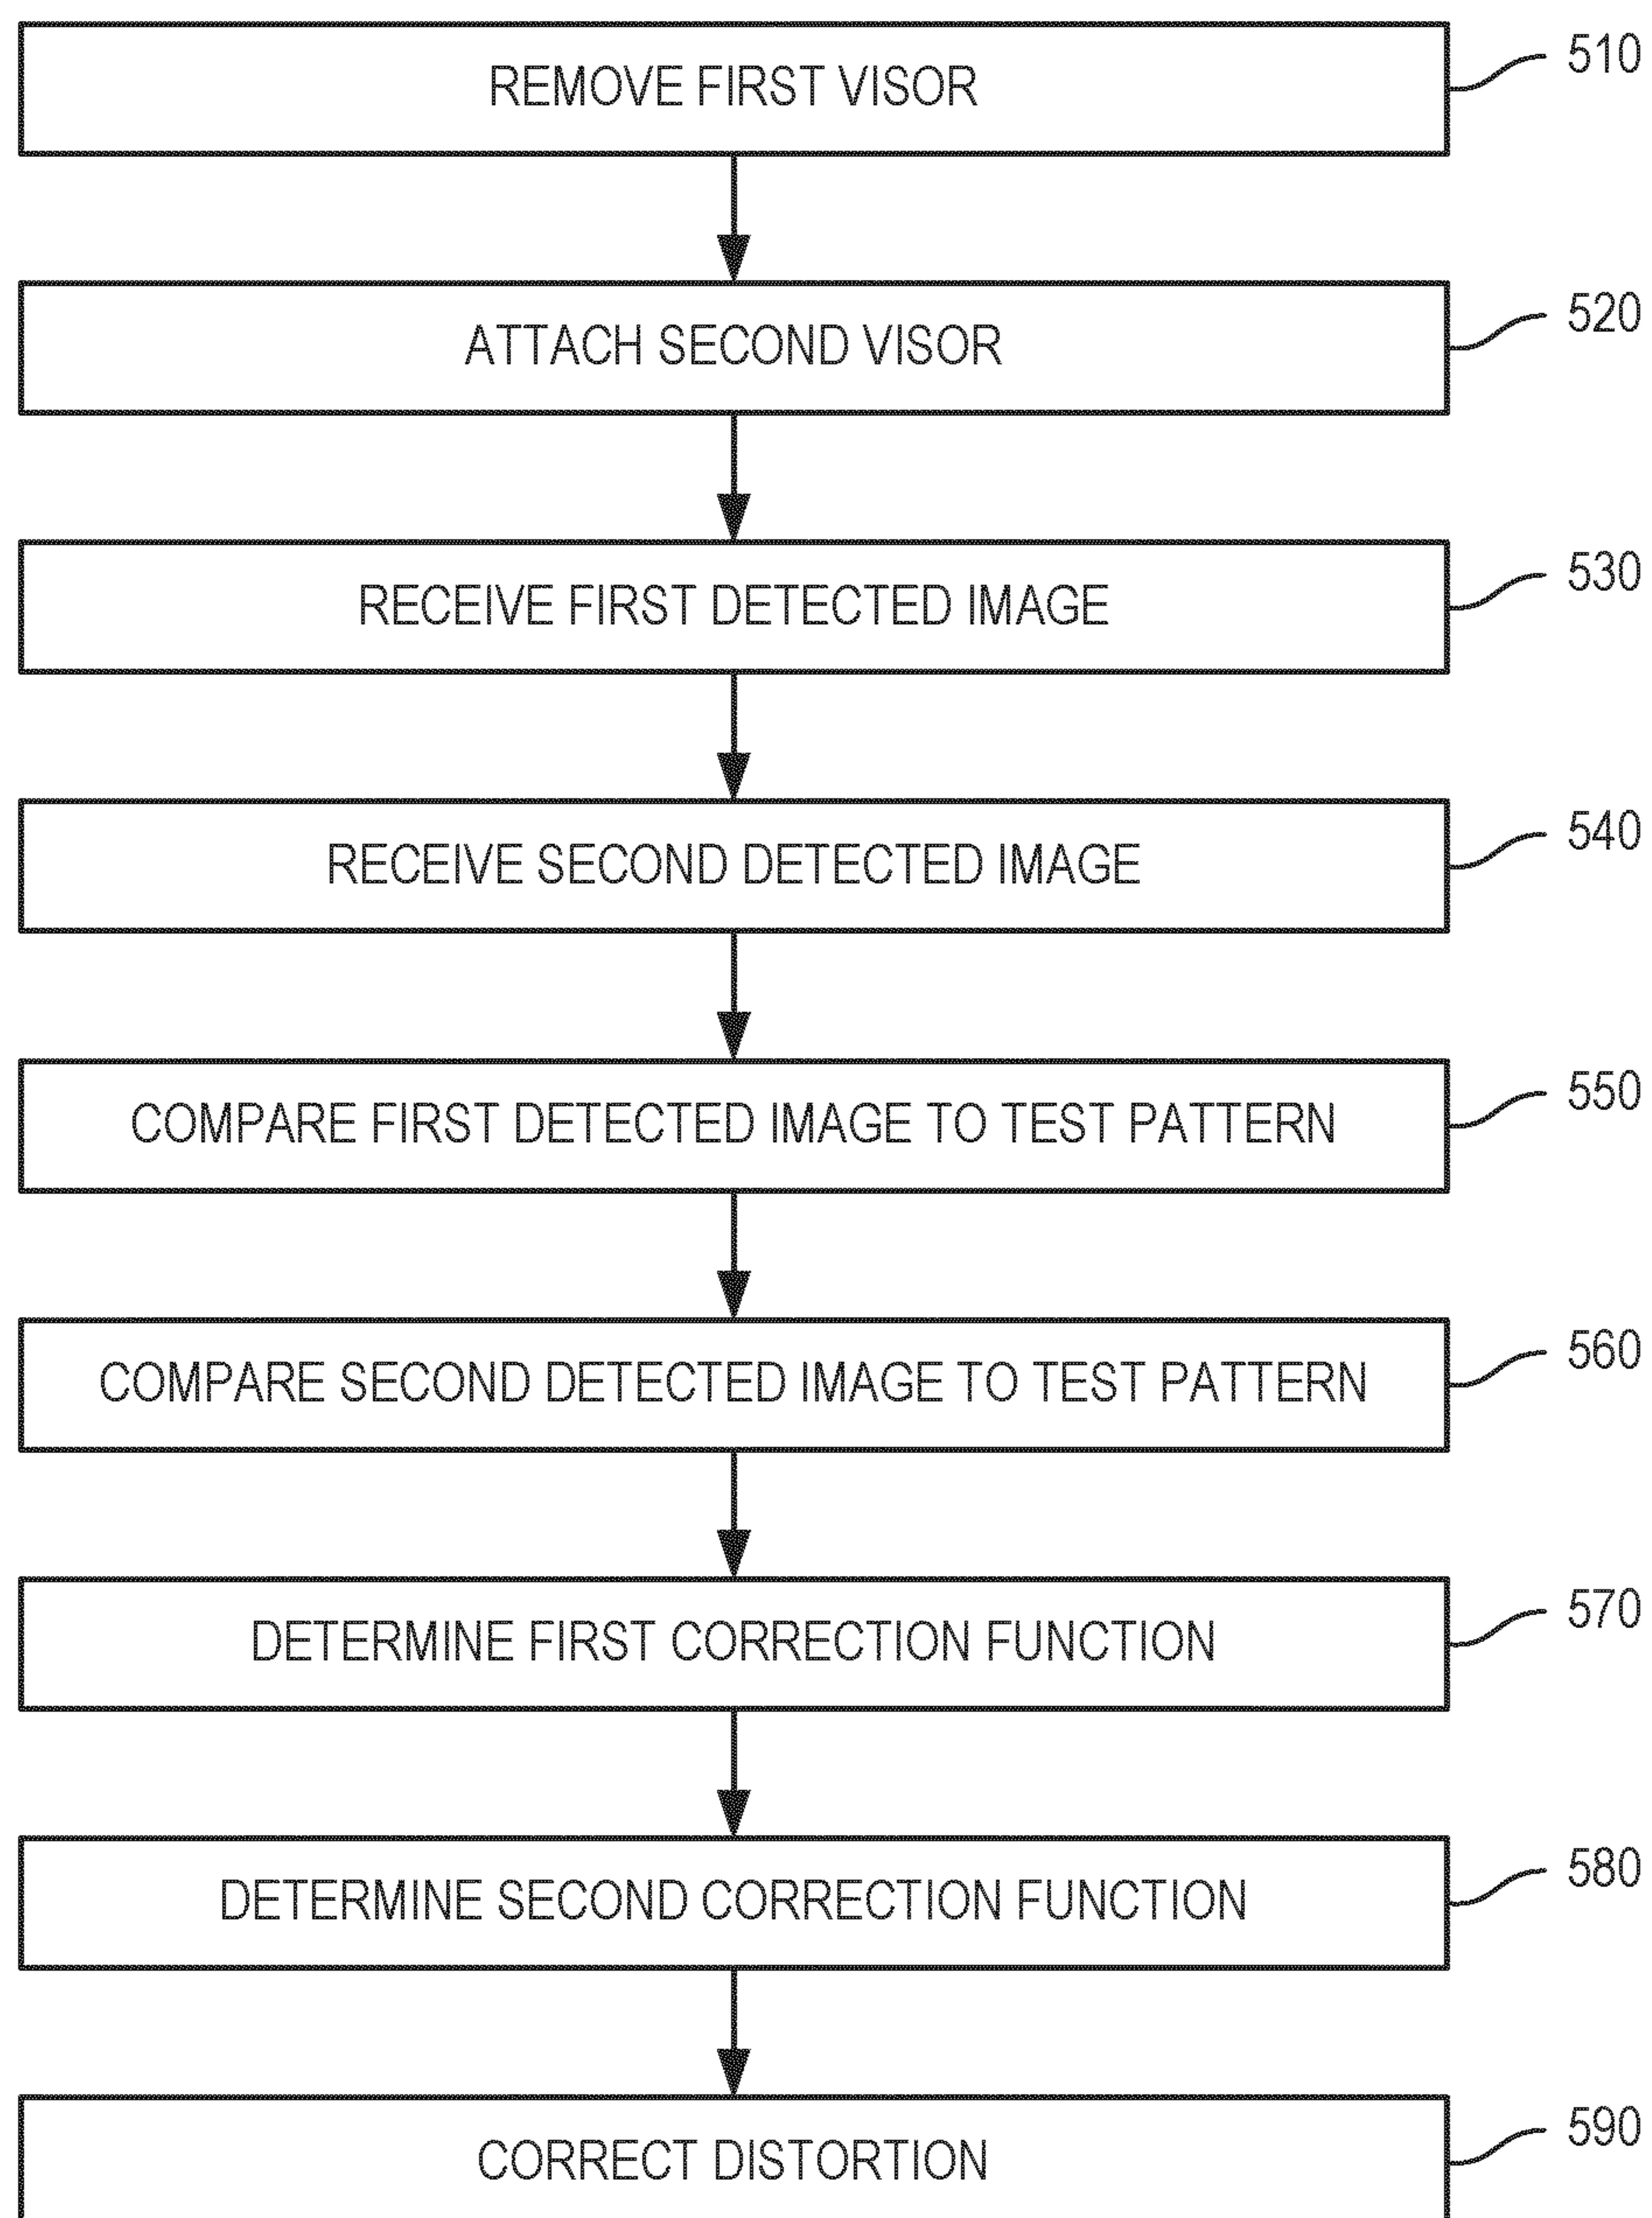 REMOVE FIRST VISOR 510
ATTACH SECOND VISOR 520
RECEIVE FIRST DETECTED IMAGE 530
RECEIVE SECOND DETECTED IMAGE 540
COMPARE FIRST DETECTED IMAGE TO TEST PATTERN 550
COMPARE SECOND DETECTED IMAGE TO TEST PATTERN 560
DETERMINE FIRST CORRECTION FUNCTION 570
DETERMINE SECOND CORRECTION FUNCTION 580
CORRECT DISTORTION 590